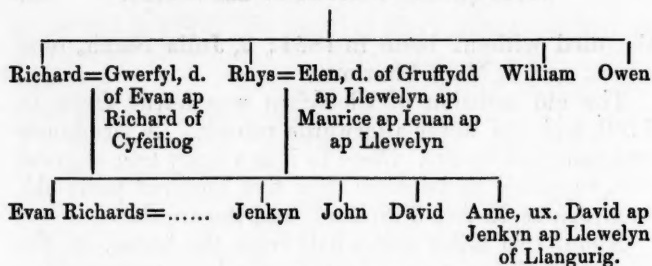 Richard=Gwerfyl, d. of Evan ap Richard of Cyfeiliog
Rhys=Elen, d. of Gruffydd ap Llewelyn ap Maurice ap Ieuan ap ap Llewelyn
William
Owen
Evan Richards=......
Jenkyn
John
David
Anne, ux. David ap Jenkyn ap Llewelyn of Llangurig.